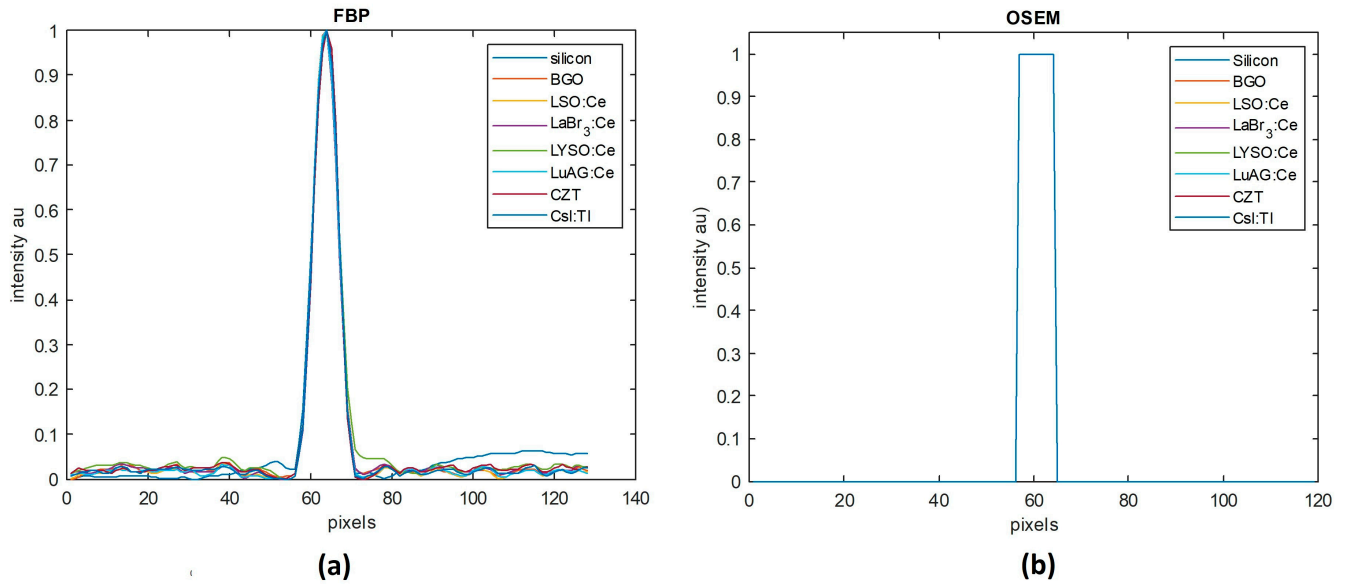 FBP
1
0.9
0.8
0.7
0.6
0.5
0.4
0.3
0.2
0.1
0
intensity au
0 20 40 60 80 100 120 140
pixels
silicon
BGO
LSO:Ce
LaBr3:Ce
LYSO:Ce
LuAG:Ce
CZT
CsI:Tl
(a)
OSEM
1
0.9
0.8
0.7
0.6
0.5
0.4
0.3
0.2
0.1
0
intensity au)
0 20 40 60 80 100 120
pixels
Silicon
BGO
LSO:Ce
LaBr3:Ce
LYSO:Ce
LuAG:Ce
CZT
CsI:Tl
(b)